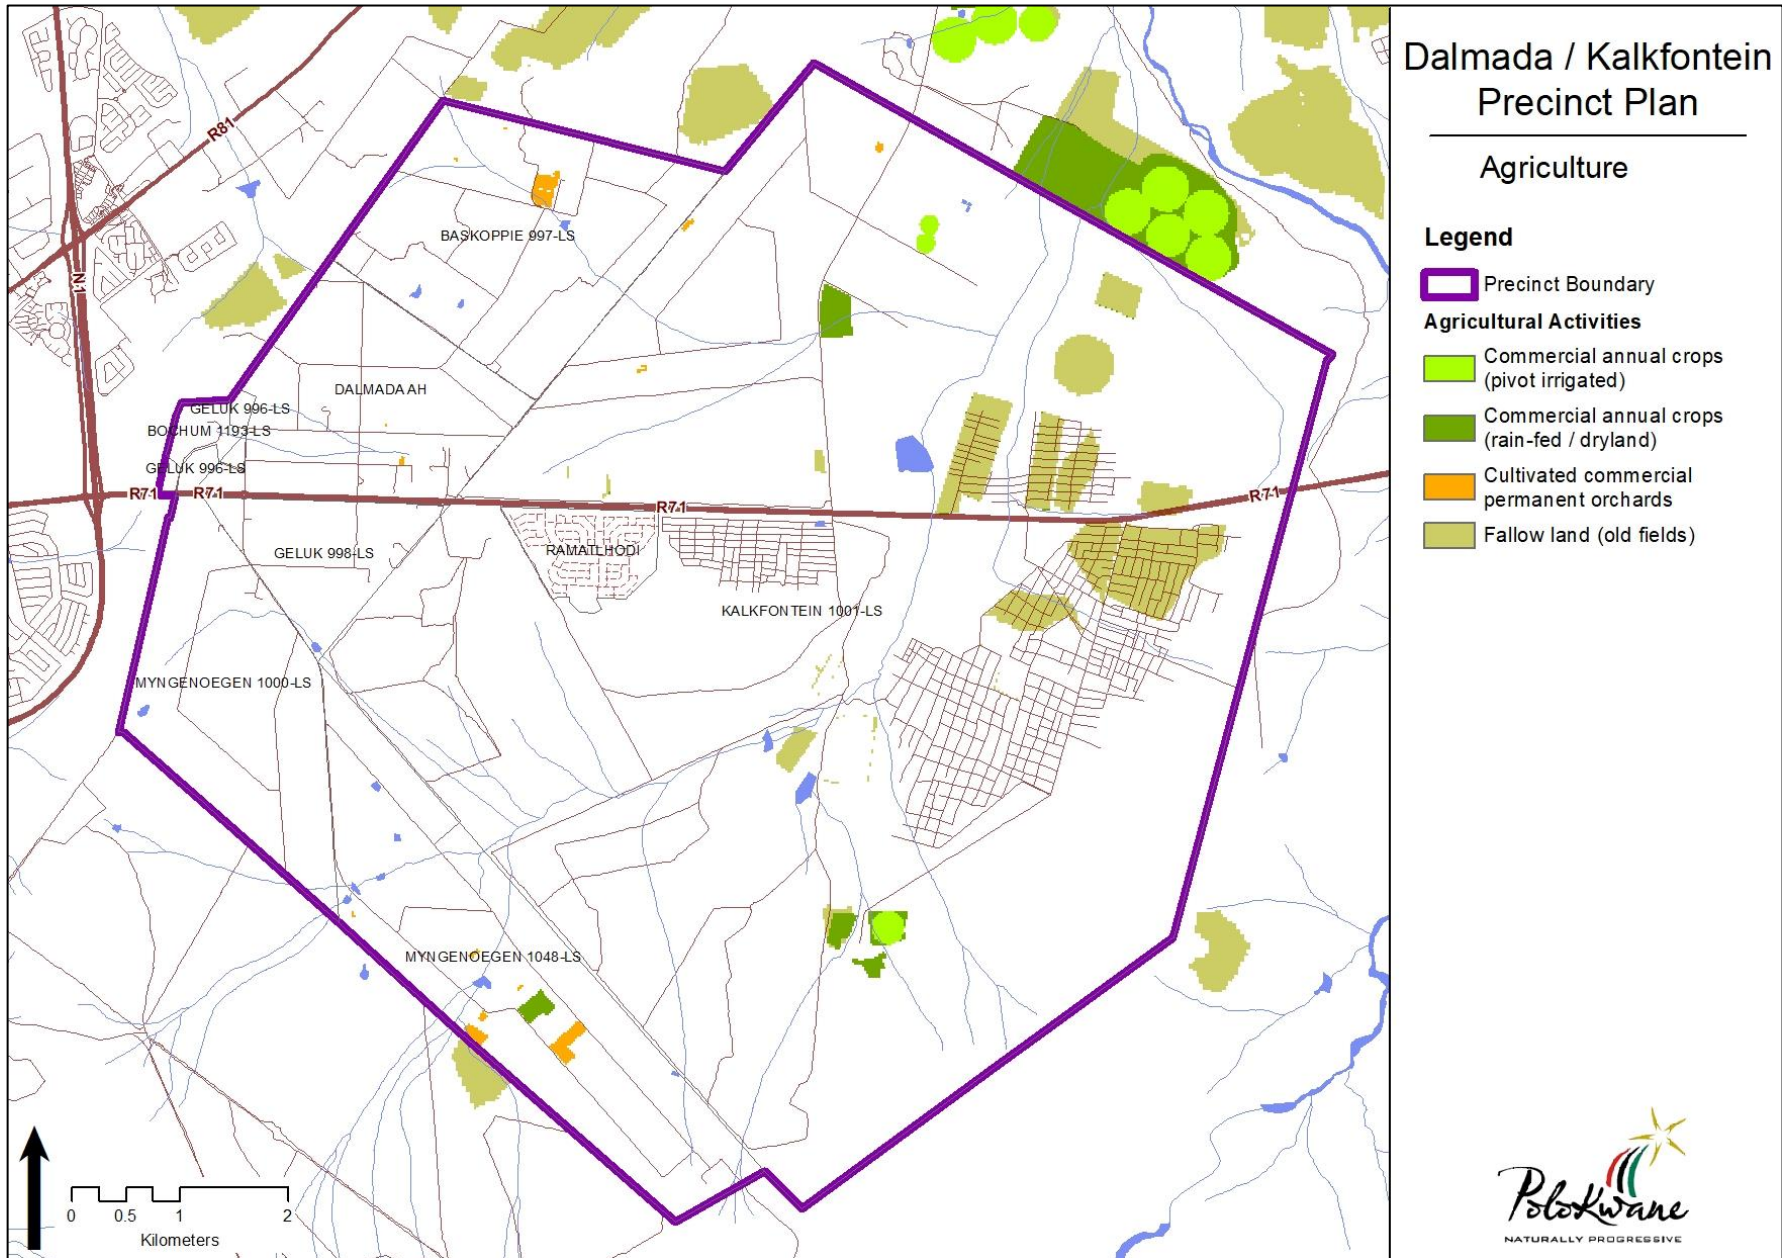 Dalmada / Kalkfontein
Precinct Plan
Agriculture
Legend
Precinct Boundary
Agricultural Activities
Commercial annual crops
(pivot irrigated)
Commercial annual crops
(rain-fed / dryland)
Cultivated commercial
permanent orchards
Fallow land (old fields)
R81
N1
BASKOPPIE 997-LS
DALMADA AH
GELUK 996-LS
BOCHUM 1193-LS
GELUK 996-LS
R71
R71
R71
R71
GELUK 998-LS
RAMATLHODI
KALKFONTEIN 1001-LS
MYNGENOEGEN 1000-LS
MYNGENOEGEN 1048-LS
0 0.5 1 2
Kilometers
Polokwane
NATURALLY PROGRESSIVE